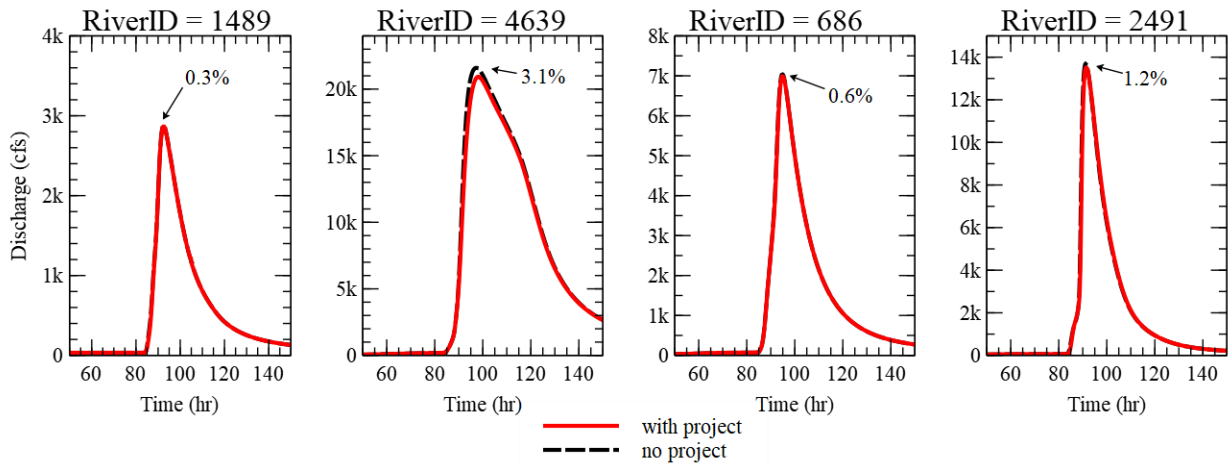 RiverID = 1489
RiverID = 4639
RiverID = 686
RiverID = 2491
Discharge (cfs)
4k
3k
2k
1k
0
0.3%
60 80 100 120 140
Time (hr)
20k
15k
10k
5k
0
3.1%
60 80 100 120 140
Time (hr)
8k
7k
6k
5k
4k
3k
2k
1k
0
0.6%
60 80 100 120 140
Time (hr)
14k
12k
10k
8k
6k
4k
2k
0
1.2%
60 80 100 120 140
Time (hr)
with project
no project